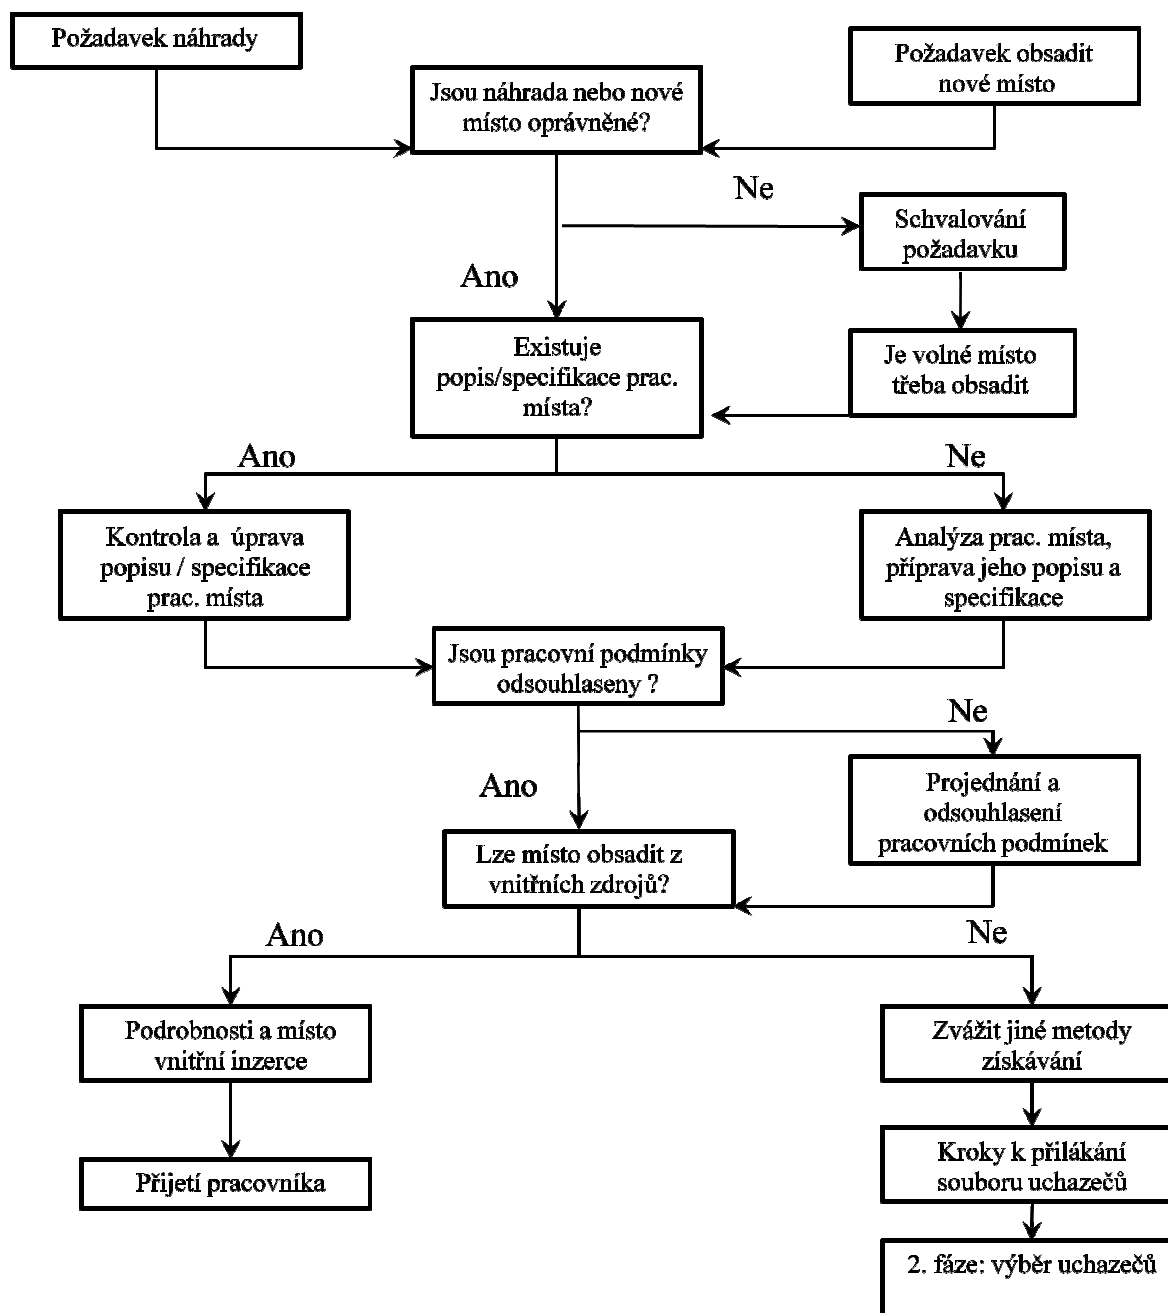 Požadavek náhrady
Požadavek obsadit
nové místo
Jsou náhrada nebo nové
místo oprávněné?
Ne
Schvalování
požadavku
Ano
Je volné místo
třeba obsadit
Existuje
popis/specifikace prac.
místa?
Ano
Ne
Kontrola a úprava
popisu / specifikace
prac. místa
Analýza prac. místa,
příprava jeho popisu a
specifikace
Jsou pracovní podmínky
odsouhlaseny ?
Ne
Ano
Projednání a
odsouhlasení
pracovních podmínek
Lze místo obsadit z
vnitřních zdrojů?
Ano
Ne
Podrobnosti a místo
vnitřní inzerce
Zvážit jiné metody
získávání
Přijetí pracovníka
Kroky k přilákání
souboru uchazečů
2. fáze: výběr uchazečů